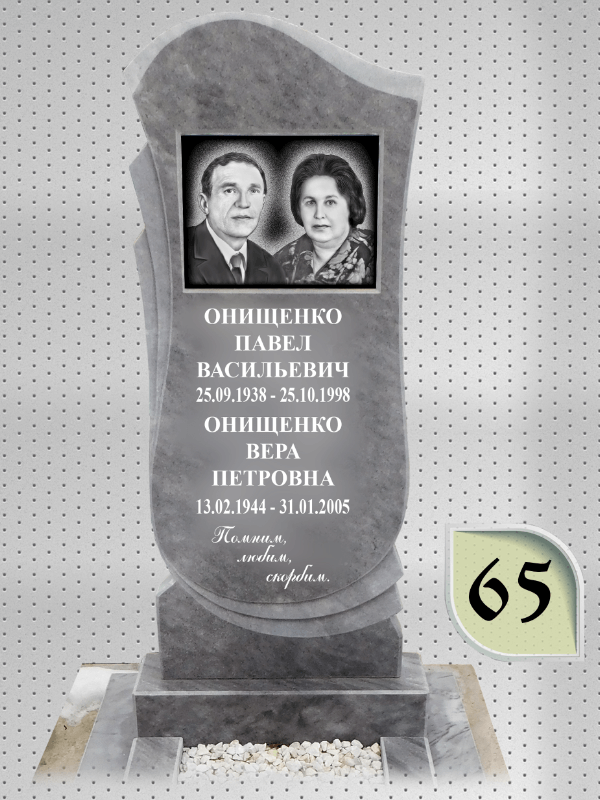 ОНИЩЕНКО
ПАВЕЛ
ВАСИЛЬЕВИЧ
25.09.1938 - 25.10.1998
ОНИЩЕНКО
ВЕРА
ПЕТРОВНА
13.02.1944 - 31.01.2005
Помним,
любим,
скорбим.
65